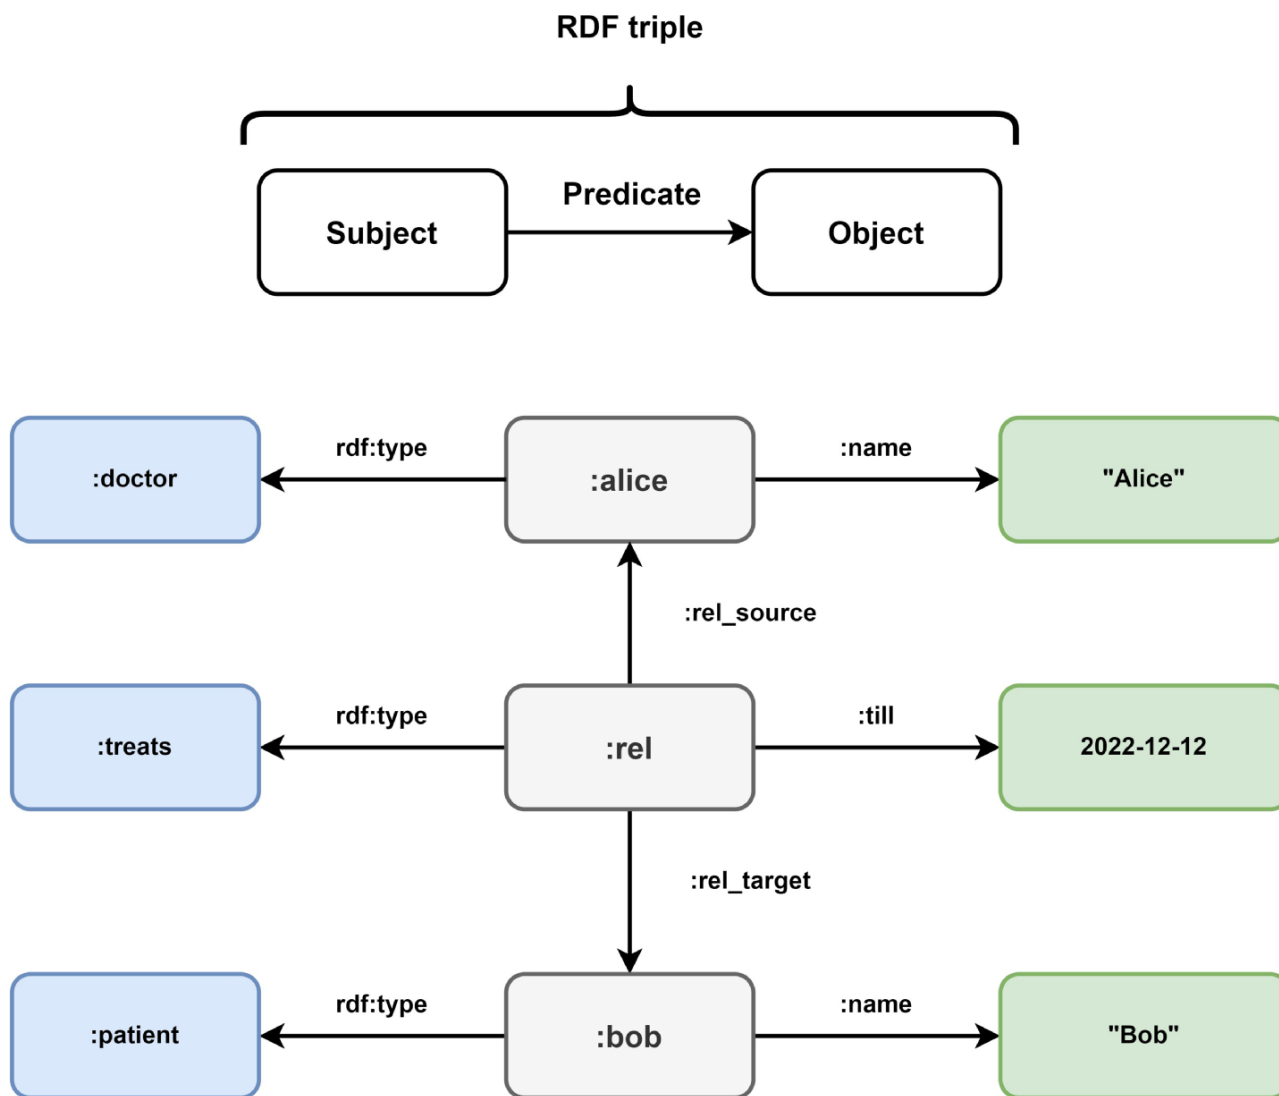 RDF triple
Subject
Predicate
Object
:doctor
rdf:type
:alice
:name
"Alice"
:rel_source
:treats
rdf:type
:rel
:till
2022-12-12
:rel_target
:patient
rdf:type
:bob
:name
"Bob"